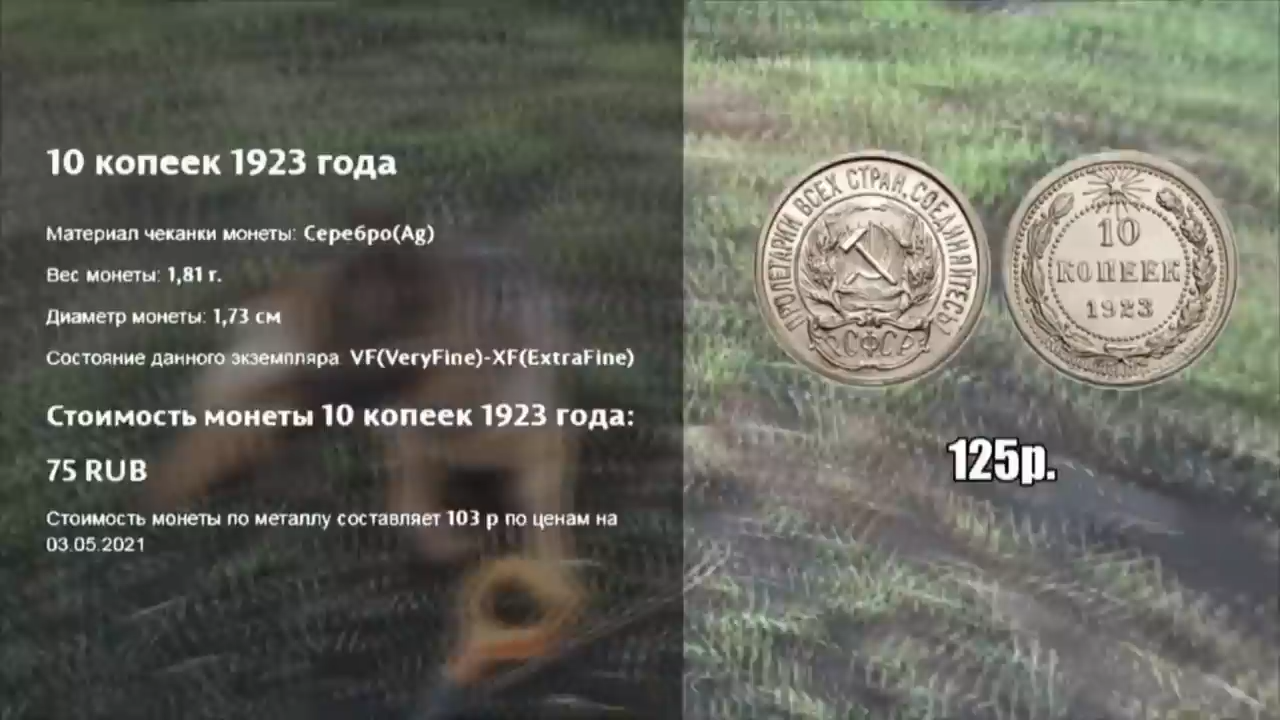 10 копеек 1923 года
Материал чеканки монеты: Серебро(Ag)
Вес монеты: 1,81 г.
Диаметр монеты: 1,73 см
Состояние данного экземпляра VF(VeryFine)-XF(ExtraFine)
Стоимость монеты 10 копеек 1923 года:
75 RUB
Стоимость монеты по металлу составляет 103 р по ценам на
03.05.2021
ПРОЛЕТАРИИ ВСЕХ СТРАН, СОЕДИНЯЙТЕСЬ!
РСФСР
10
КОПЕЕК
1923
125р.